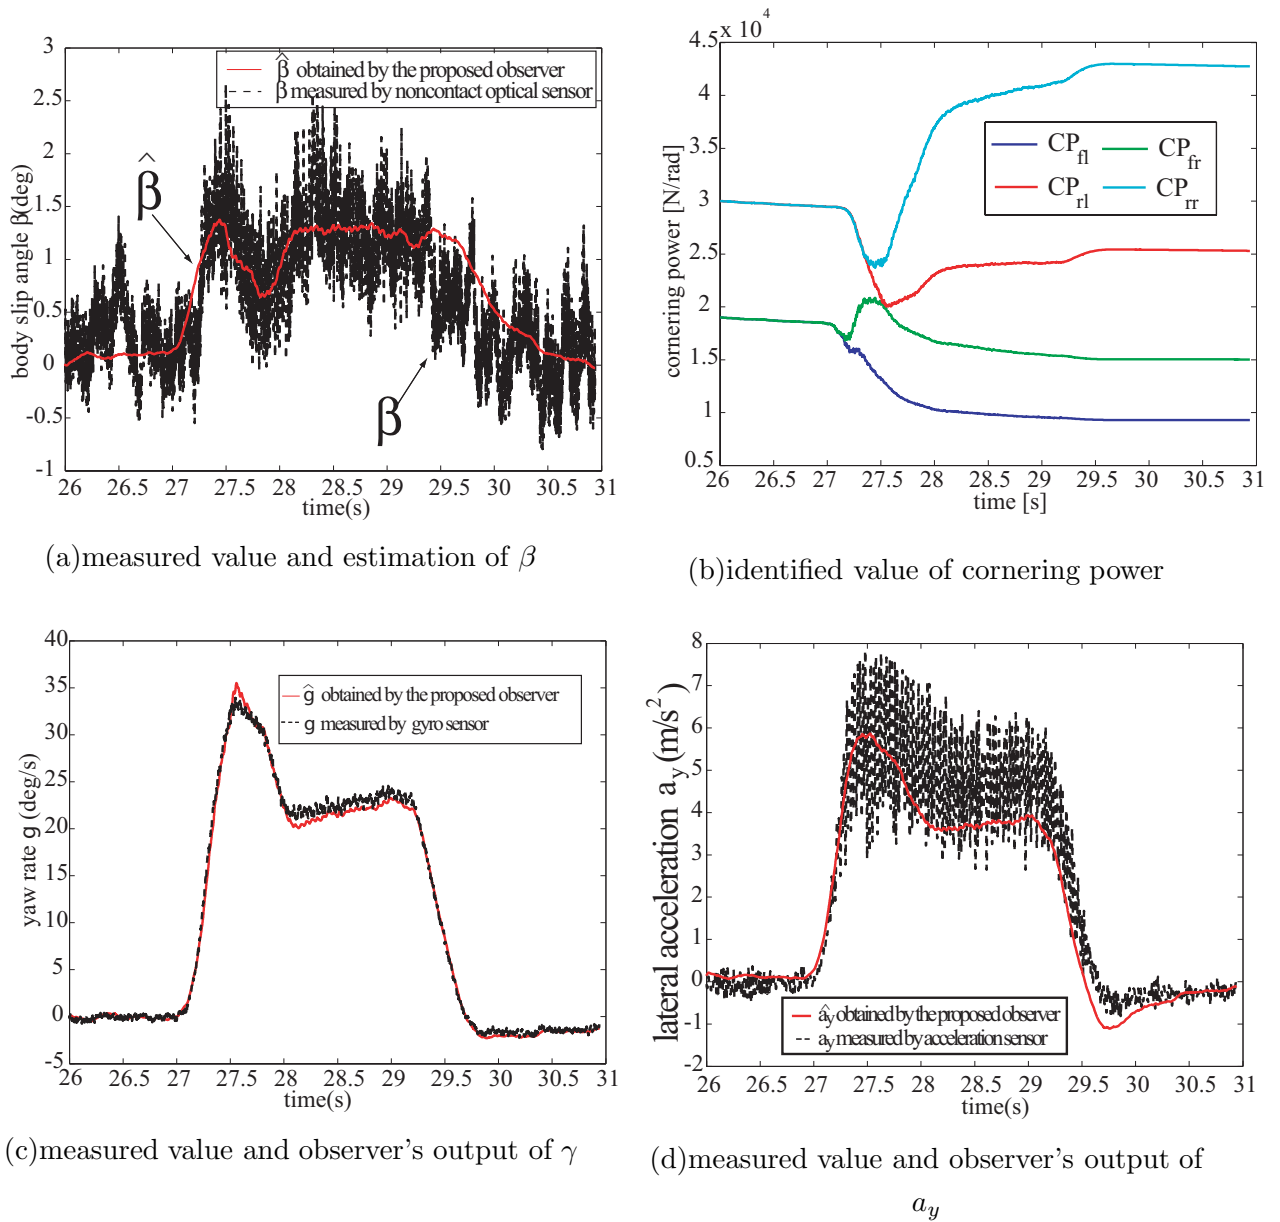 3
2.5
2
1.5
1
0.5
0
-0.5
-1
body slip angle β(deg)
β̂ obtained by the proposed observer
β measured by noncontact optical sensor
β̂
β
26 26.5 27 27.5 28 28.5 29 29.5 30 30.5 31
time(s)
(a)measured value and estimation of β
x 10⁴
4.5
4
3.5
3
2.5
2
1.5
1
0.5
cornering power [N/rad]
CP_fl CP_fr
CP_rl CP_rr
26 26.5 27 27.5 28 28.5 29 29.5 30 30.5 31
time [s]
(b)identified value of cornering power
40
35
30
25
20
15
10
5
0
-5
yaw rate g (deg/s)
ĝ obtained by the proposed observer
g measured by gyro sensor
26 26.5 27 27.5 28 28.5 29 29.5 30 30.5 31
time(s)
(c)measured value and observer's output of γ
8
7
6
5
4
3
2
1
0
-1
-2
lateral acceleration a_y (m/s²)
â_y obtained by the proposed observer
a_y measured by acceleration sensor
26 26.5 27 27.5 28 28.5 29 29.5 30 30.5 31
time(s)
(d)measured value and observer's output of
a_y